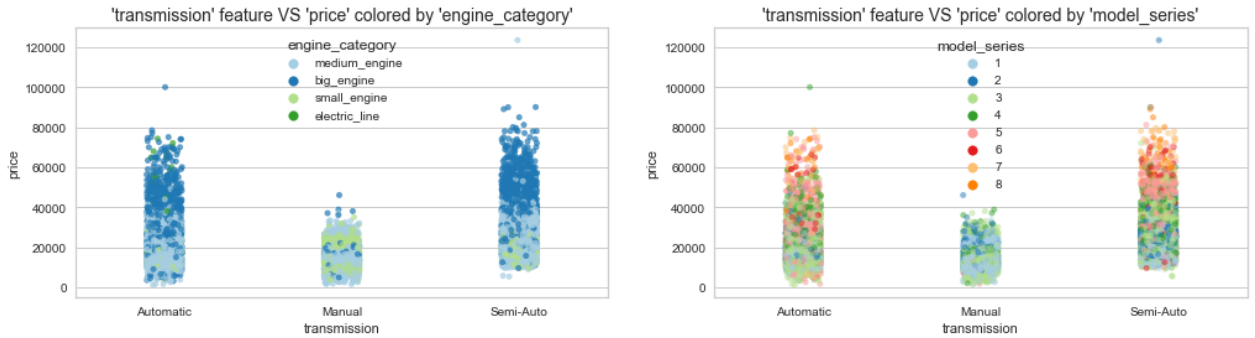 'transmission' feature VS 'price' colored by 'engine_category'
engine_category
medium_engine
big_engine
small_engine
electric_line
120000
100000
80000
60000
40000
20000
0
price
Automatic
Manual
Semi-Auto
transmission
'transmission' feature VS 'price' colored by 'model_series'
model_series
1
2
3
4
5
6
7
8
120000
100000
80000
60000
40000
20000
0
price
Automatic
Manual
Semi-Auto
transmission